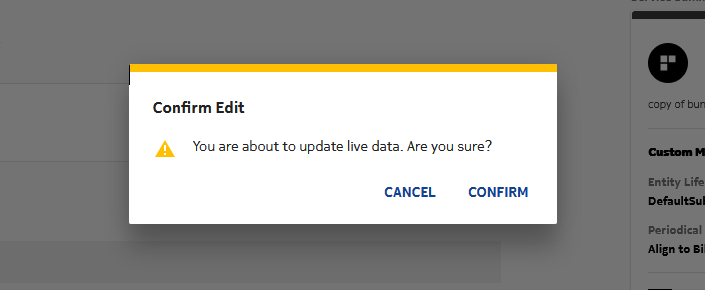 Confirm Edit
You are about to update live data. Are you sure?
CANCEL CONFIRM
copy of bun
Custom M
Entity Life
DefaultSul
Periodical
Align to Bi